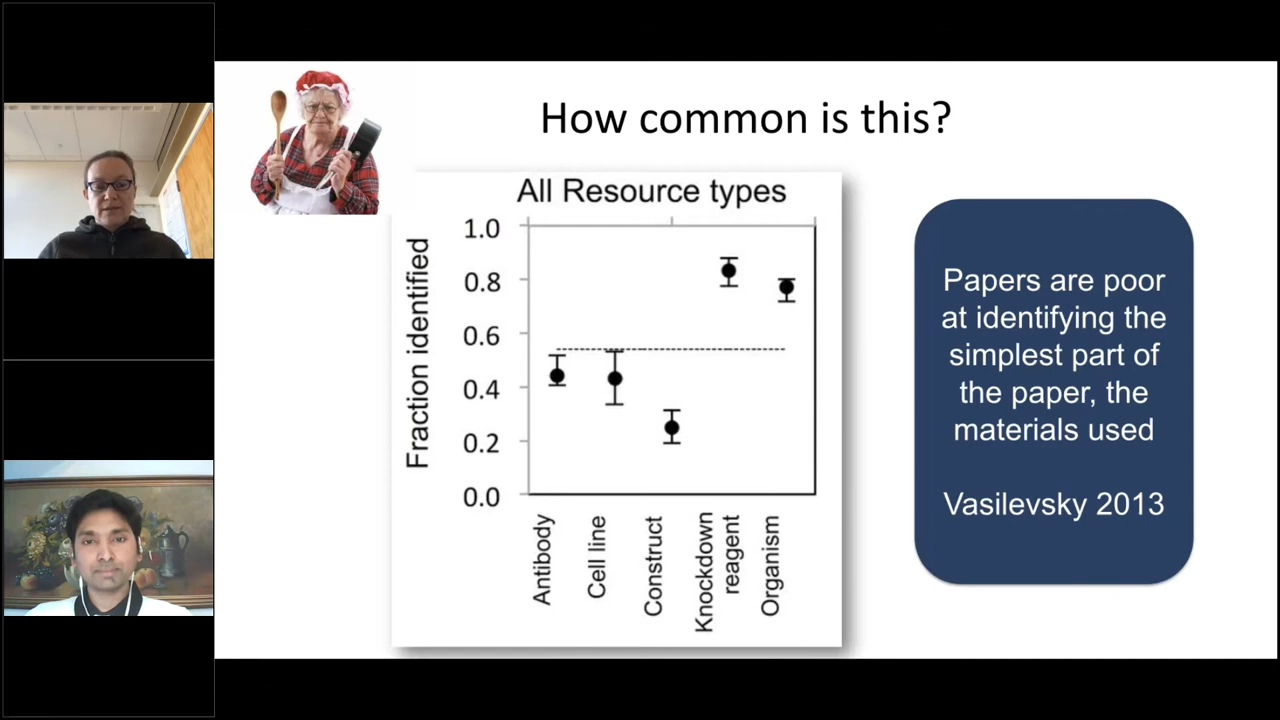 How common is this?
All Resource types
Fraction identified
1.0
0.8
0.6
0.4
0.2
0.0
Antibody
Cell line
Construct
Knockdown
reagent
Organism
Papers are poor
at identifying the
simplest part of
the paper, the
materials used
Vasilevsky 2013